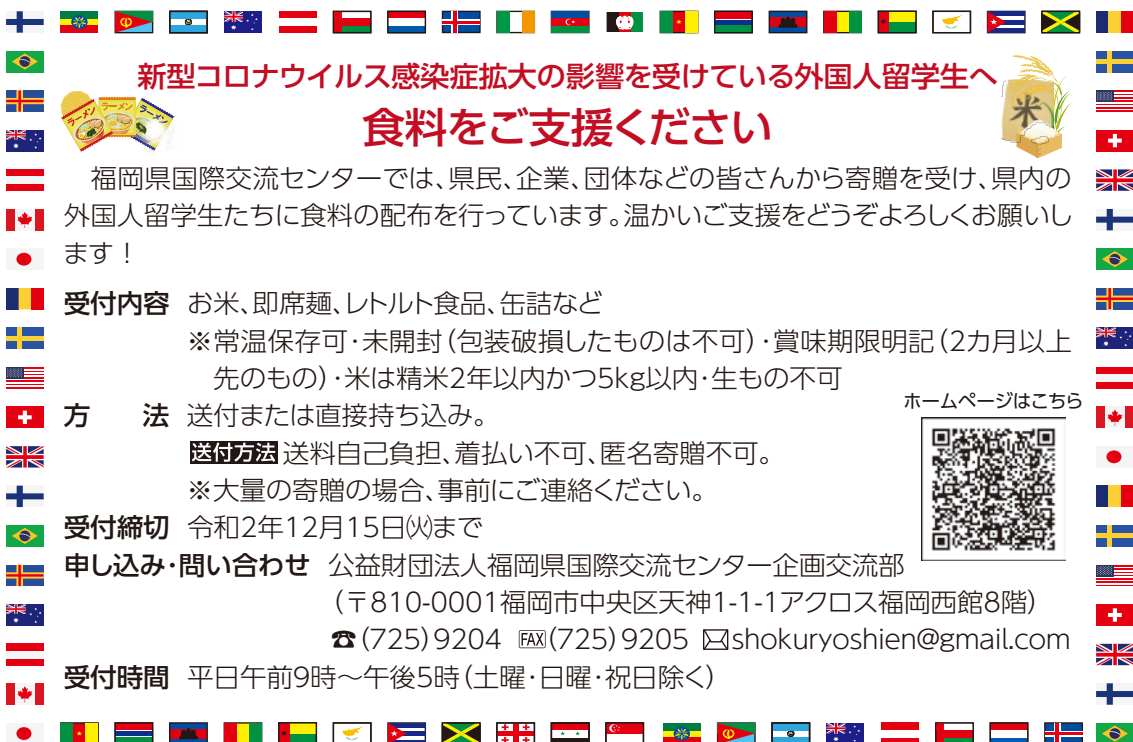 新型コロナウイルス感染症拡大の影響を受けている外国人留学生へ
食料をご支援ください
ラーメン
ラーメン
ラーメン
米
福岡県国際交流センターでは、県民、企業、団体などの皆さんから寄贈を受け、県内の
外国人留学生たちに食料の配布を行っています。温かいご支援をどうぞよろしくお願いし
ます！
受付内容 お米、即席麺、レトルト食品、缶詰など
※常温保存可・未開封（包装破損したものは不可）・賞味期限明記（2カ月以上
先のもの）・米は精米2年以内かつ5kg以内・生もの不可
ホームページはこちら
方　法 送付または直接持ち込み。
送付方法 送料自己負担、着払い不可、匿名寄贈不可。
※大量の寄贈の場合、事前にご連絡ください。
受付締切 令和2年12月15日㈫まで
申し込み・問い合わせ 公益財団法人福岡県国際交流センター企画交流部
（〒810-0001福岡市中央区天神1-1-1アクロス福岡西館8階）
☎(725)9204 FAX(725)9205 ✉shokuryoshien@gmail.com
受付時間 平日午前9時～午後5時（土曜・日曜・祝日除く）